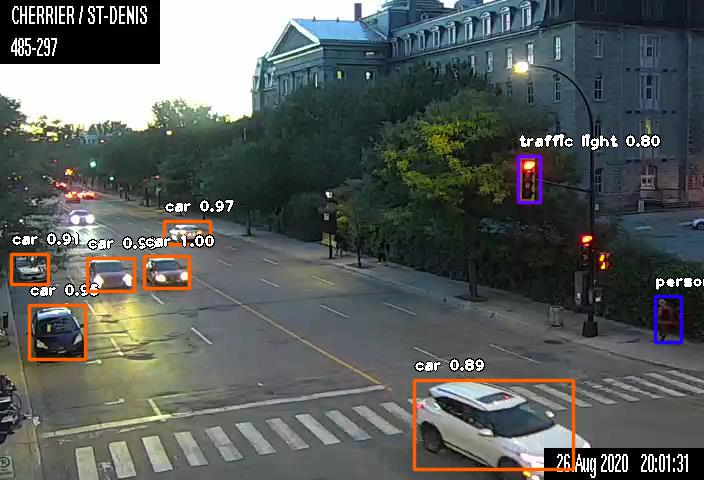 CHERRIER / ST-DENIS
485-297
traffic light 0.80
car 0.97
car 0.91
car 1.00
person
car 0.95
car 0.89
26 Aug 2020 20:01:31